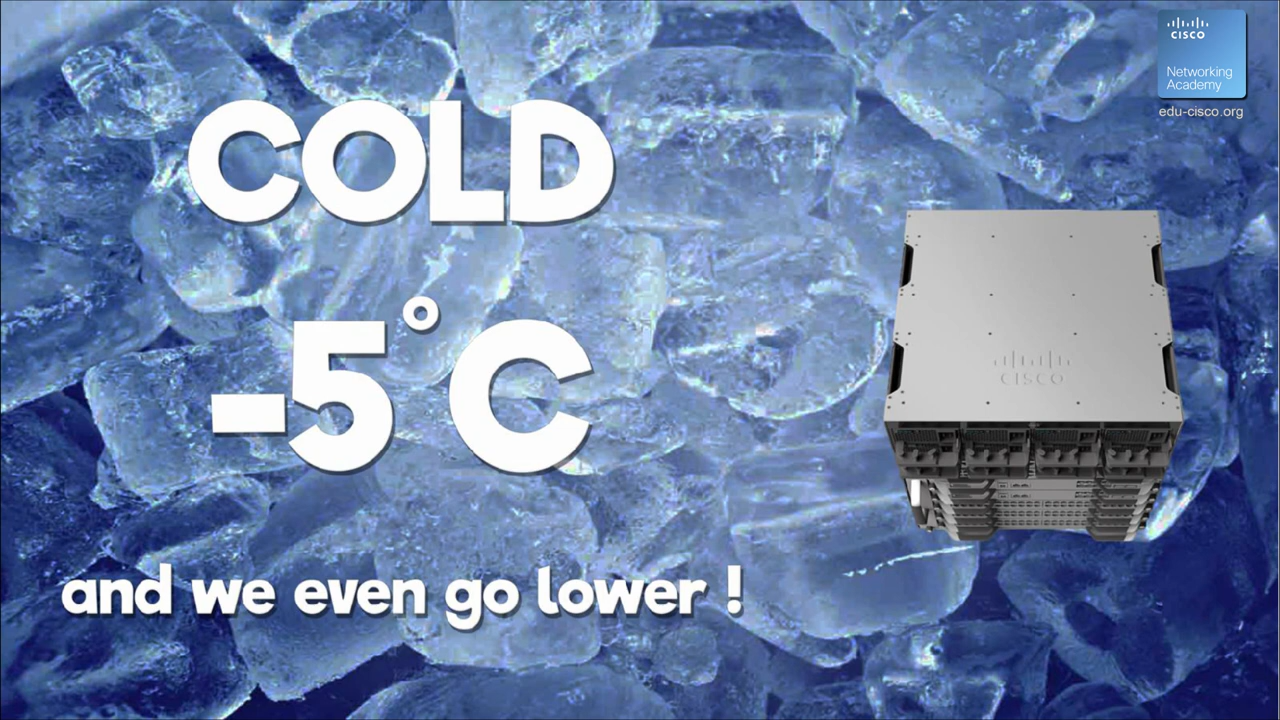 CISCO
Networking
Academy
edu-cisco.org
COLD
-5°C
CISCO
and we even go lower !